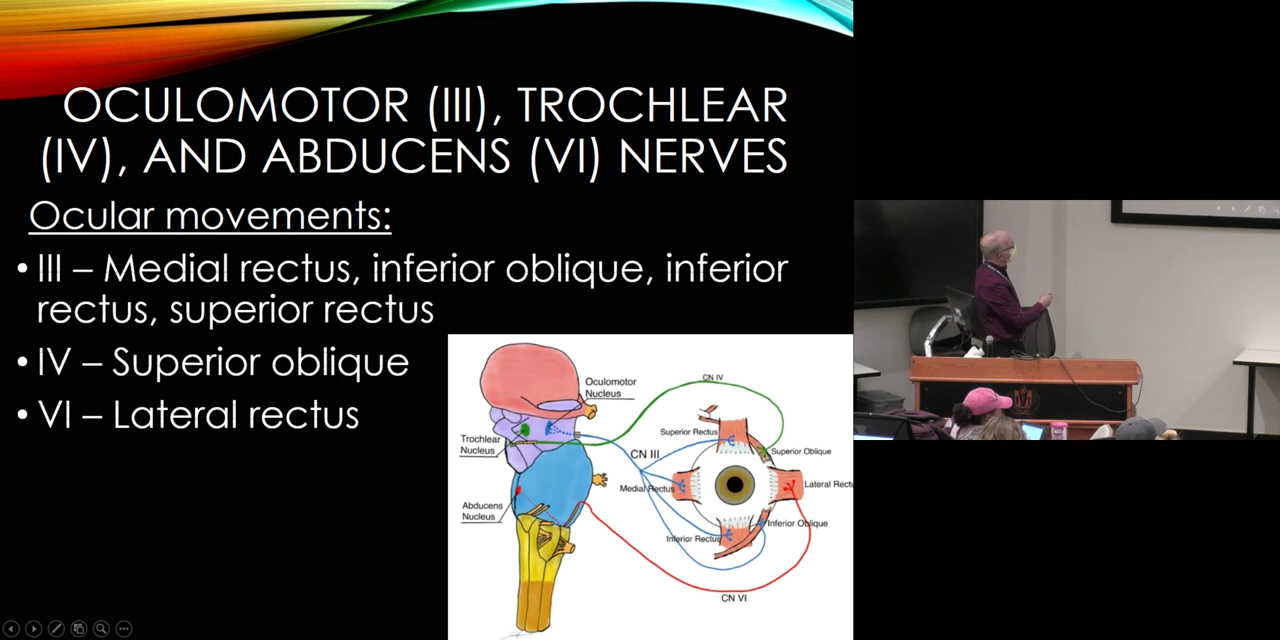 OCULOMOTOR (III), TROCHLEAR
(IV), AND ABDUCENS (VI) NERVES
Ocular movements:
• III – Medial rectus, inferior oblique, inferior
rectus, superior rectus
• IV – Superior oblique
• VI – Lateral rectus
Oculomotor
Nucleus
Trochlear
Nucleus
Abducens
Nucleus
CN IV
Superior Rectus
CN III
Superior Oblique
Medial Rectus
Lateral Rect
Inferior Oblique
Inferior Rectus
CN VI